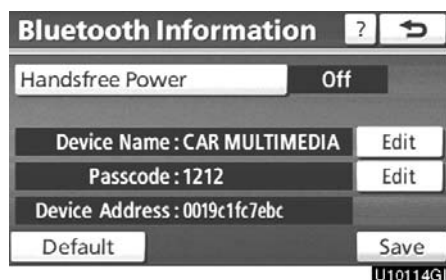 Bluetooth Information ?
Handsfree Power Off
Device Name : CAR MULTIMEDIA Edit
Passcode : 1212 Edit
Device Address : 0019c1fc7ebc
Default Save
U10114G